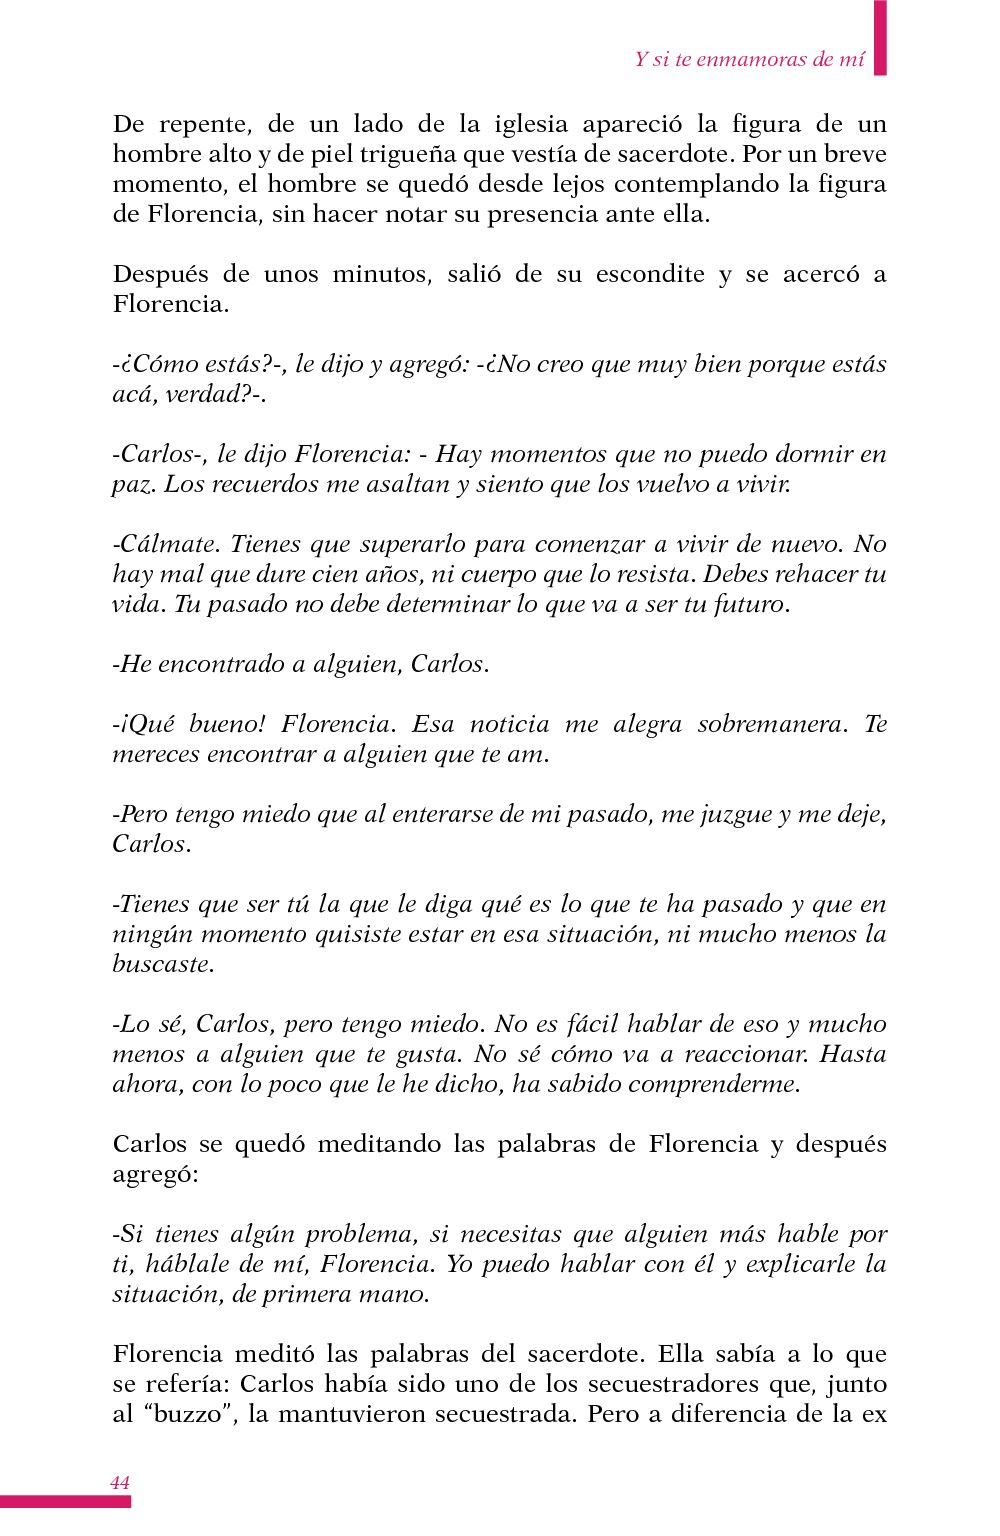 Y si te enmamoras de mí
De repente, de un lado de la iglesia apareció la figura de un
hombre alto y de piel trigueña que vestía de sacerdote. Por un breve
momento, el hombre se quedó desde lejos contemplando la figura
de Florencia, sin hacer notar su presencia ante ella.
Después de unos minutos, salió de su escondite y se acercó a
Florencia.
-¿Cómo estás?-, le dijo y agregó: -¿No creo que muy bien porque estás
acá, verdad?-.
-Carlos-, le dijo Florencia: - Hay momentos que no puedo dormir en
paz. Los recuerdos me asaltan y siento que los vuelvo a vivir.
-Cálmate. Tienes que superarlo para comenzar a vivir de nuevo. No
hay mal que dure cien años, ni cuerpo que lo resista. Debes rehacer tu
vida. Tu pasado no debe determinar lo que va a ser tu futuro.
-He encontrado a alguien, Carlos.
-¡Qué bueno! Florencia. Esa noticia me alegra sobremanera. Te
mereces encontrar a alguien que te am.
-Pero tengo miedo que al enterarse de mi pasado, me juzgue y me deje,
Carlos.
-Tienes que ser tú la que le diga qué es lo que te ha pasado y que en
ningún momento quisiste estar en esa situación, ni mucho menos la
buscaste.
-Lo sé, Carlos, pero tengo miedo. No es fácil hablar de eso y mucho
menos a alguien que te gusta. No sé cómo va a reaccionar. Hasta
ahora, con lo poco que le he dicho, ha sabido comprenderme.
Carlos se quedó meditando las palabras de Florencia y después
agregó:
-Si tienes algún problema, si necesitas que alguien más hable por
ti, háblale de mí, Florencia. Yo puedo hablar con él y explicarle la
situación, de primera mano.
Florencia meditó las palabras del sacerdote. Ella sabía a lo que
se refería: Carlos había sido uno de los secuestradores que, junto
al “buzzo”, la mantuvieron secuestrada. Pero a diferencia de la ex
44